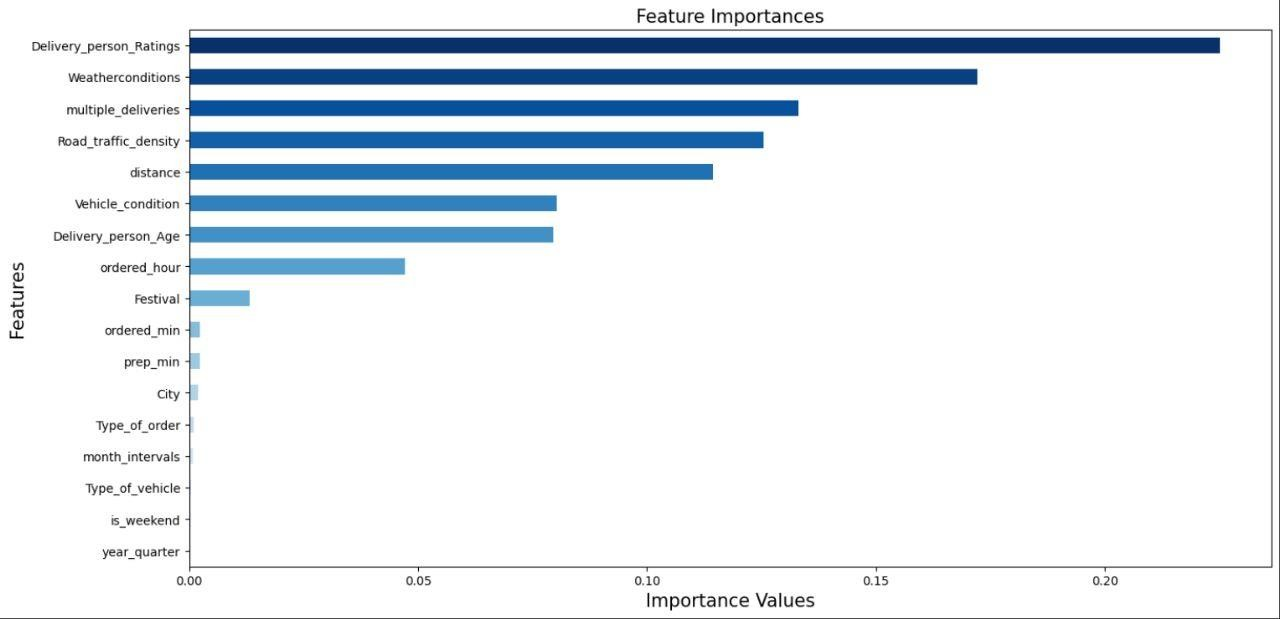 Feature Importances
Delivery_person_Ratings
Weatherconditions
multiple_deliveries
Road_traffic_density
distance
Vehicle_condition
Delivery_person_Age
ordered_hour
Festival
ordered_min
prep_min
City
Type_of_order
month_intervals
Type_of_vehicle
is_weekend
year_quarter
Features
0.00 0.05 0.10 0.15 0.20
Importance Values